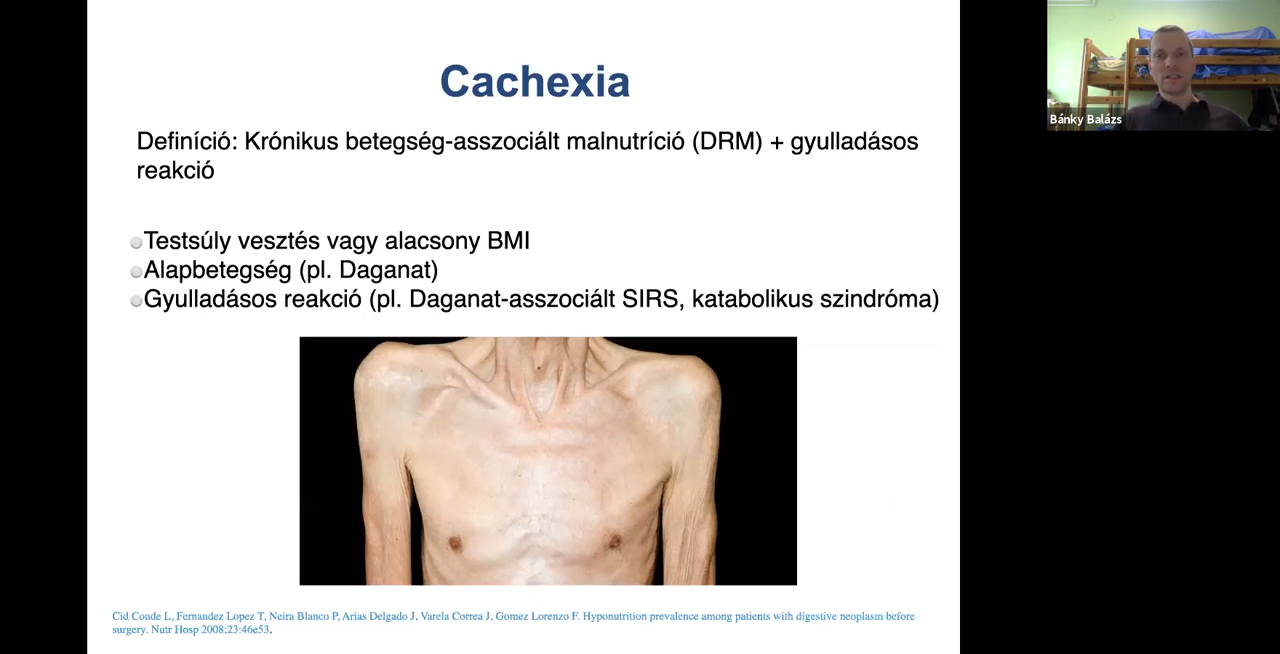 Cachexia
Definíció: Krónikus betegség-asszociált malnutríció (DRM) + gyulladásos
reakció
Testsúly vesztés vagy alacsony BMI
Alapbetegség (pl. Daganat)
Gyulladásos reakció (pl. Daganat-asszociált SIRS, katabolikus szindróma)
Cid Conde L, Fernandez Lopez T, Neira Blanco P, Arias Delgado J, Varela Correa J, Gomez Lorenzo F. Hyponutrition prevalence among patients with digestive neoplasm before
surgery. Nutr Hosp 2008;23:46e53.
Bánky Balázs